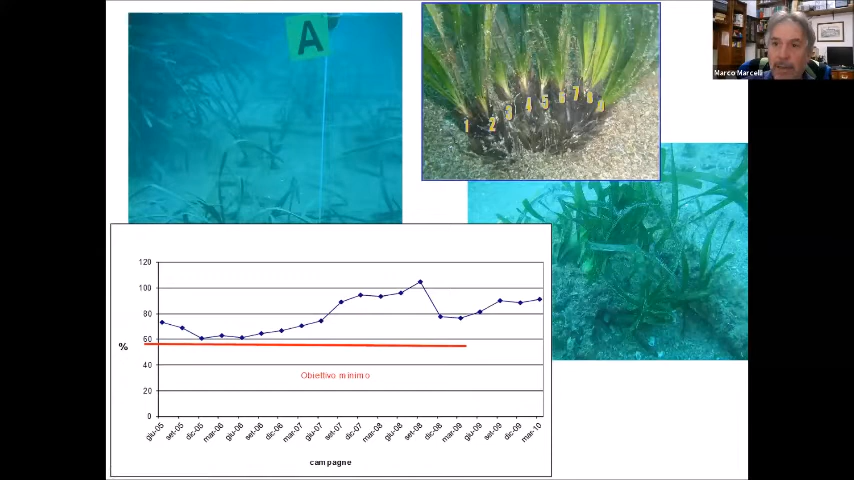 A
1 2 3 4 5 6 7 8 9
Marco Marcelli
120
100
80
60
40
20
0
%
Obiettivo minimo
giu-05 set-05 dic-05 mar-06 giu-06 set-06 dic-06 mar-07 giu-07 set-07 dic-07 mar-08 giu-08 set-08 dic-08 mar-09 giu-09 set-09 dic-09 mar-10
campagne